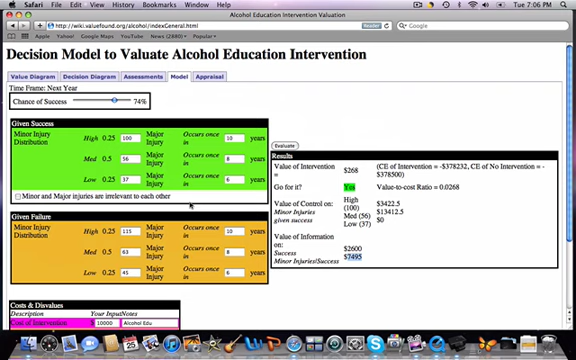 Safari File Edit View History Bookmarks Window Help Tue 7:06 PM
Alcohol Education Intervention Valuation
http://wiki.valuefound.org/alcohol/indexGeneral.html Reader Google
Apple Yahoo! Google Maps YouTube News (2880) Popular
Decision Model to Valuate Alcohol Education Intervention
Value Diagram Decision Diagram Assessments Model Appraisal
Time Frame: Next Year
Chance of Success 74%
Given Success
Minor Injury Distribution High 0.25 100 Major Injury Occurs once in 10 years
Med 0.5 56 Major Injury Occurs once in 8 years
Low 0.25 37 Major Injury Occurs once in 6 years
Minor and Major injuries are irrelevant to each other
Given Failure
Minor Injury Distribution High 0.25 115 Major Injury Occurs once in 10 years
Med 0.5 63 Major Injury Occurs once in 8 years
Low 0.25 45 Major Injury Occurs once in 6 years
Costs & Disvalues
Description Your Input Notes
Cost of Intervention $ 10000 Alcohol Edu
Evaluate
Results
Value of Intervention = $268 (CE of Intervention = -$378232, CE of No Intervention = -$378500)
Go for it? Yes Value-to-cost Ratio = 0.0268
Value of Control on:
Minor Injuries given success
High (100) $3422.5
Med (56) $13412.5
Low (37) $0
Value of Information on:
Success $2600
Minor Injuries/Success $7495